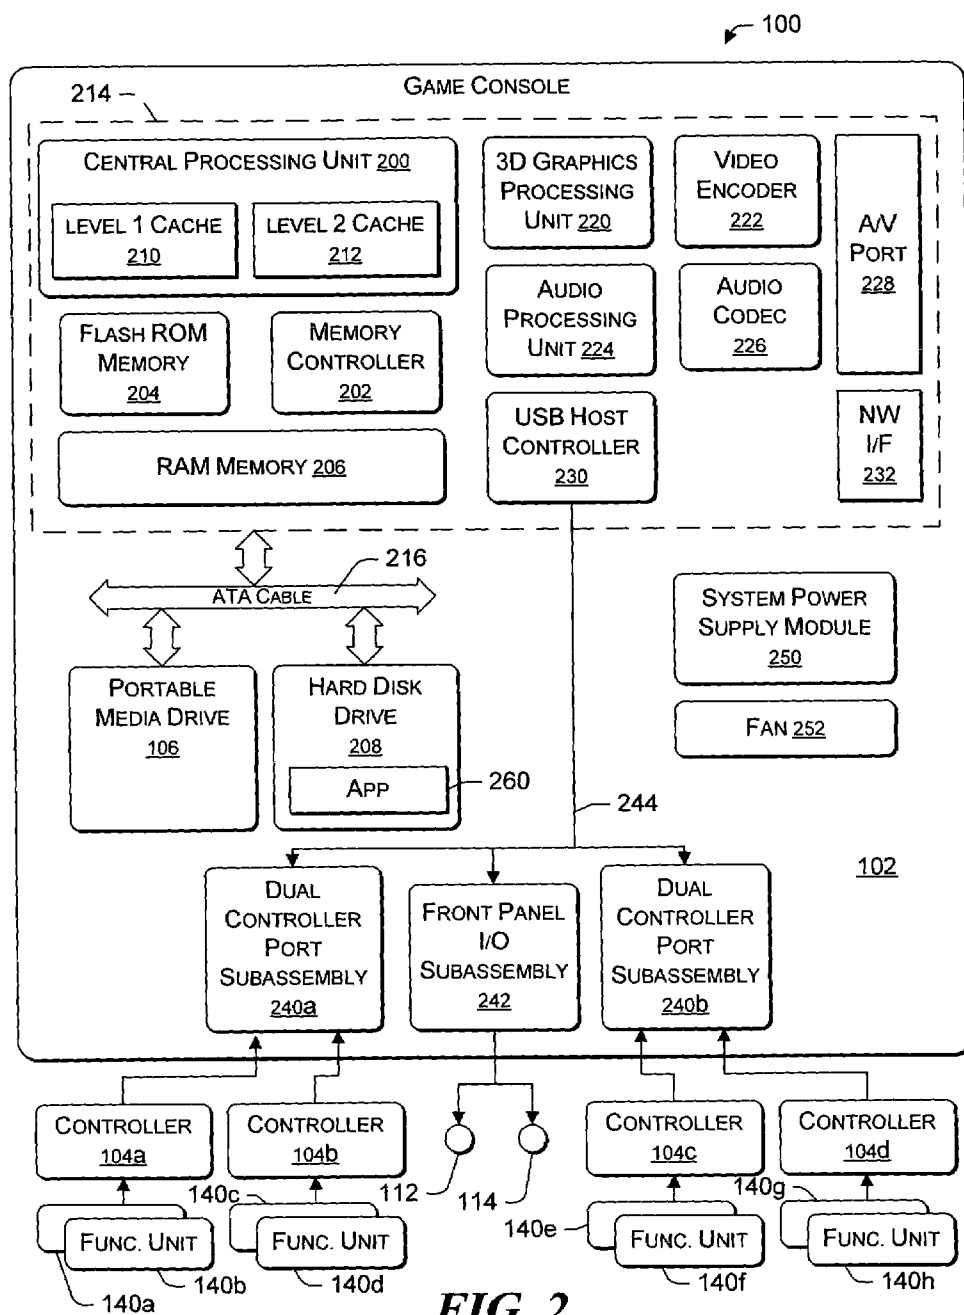 100
GAME CONSOLE
214
CENTRAL PROCESSING UNIT 200
LEVEL 1 CACHE
210
LEVEL 2 CACHE
212
3D GRAPHICS
PROCESSING
UNIT 220
VIDEO
ENCODER
222
A/V
PORT
228
FLASH ROM
MEMORY
204
MEMORY
CONTROLLER
202
AUDIO
PROCESSING
UNIT 224
AUDIO
CODEC
226
RAM MEMORY 206
USB HOST
CONTROLLER
230
NW
I/F
232
216
ATA CABLE
SYSTEM POWER
SUPPLY MODULE
250
PORTABLE
MEDIA DRIVE
106
HARD DISK
DRIVE
208
APP
260
FAN 252
244
102
DUAL
CONTROLLER
PORT
SUBASSEMBLY
240a
FRONT PANEL
I/O
SUBASSEMBLY
242
DUAL
CONTROLLER
PORT
SUBASSEMBLY
240b
CONTROLLER
104a
CONTROLLER
104b
112
114
CONTROLLER
104c
CONTROLLER
104d
140c
140g
140e
FUNC. UNIT
FUNC. UNIT
FUNC. UNIT
FUNC. UNIT
140a
140b
140d
140f
140h
FIG. 2